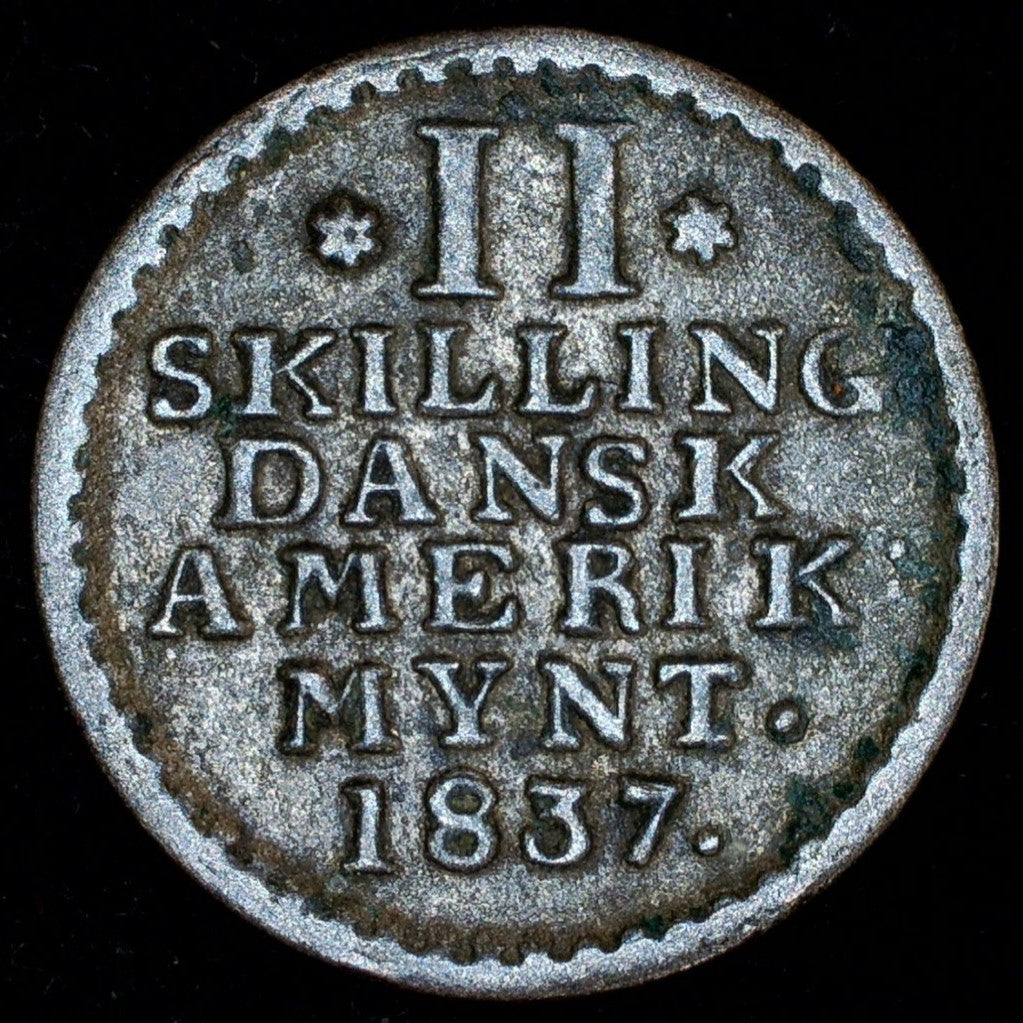 * II *
SKILLING
DANSK
AMERIK.
MYNT.
1837.